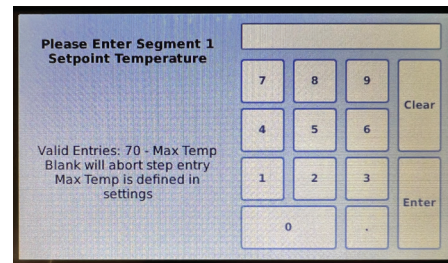 Please Enter Segment 1
Setpoint Temperature
Valid Entries: 70 - Max Temp
Blank will abort step entry
Max Temp is defined in
settings
7 8 9
Clear
4 5 6
1 2 3
Enter
0 .